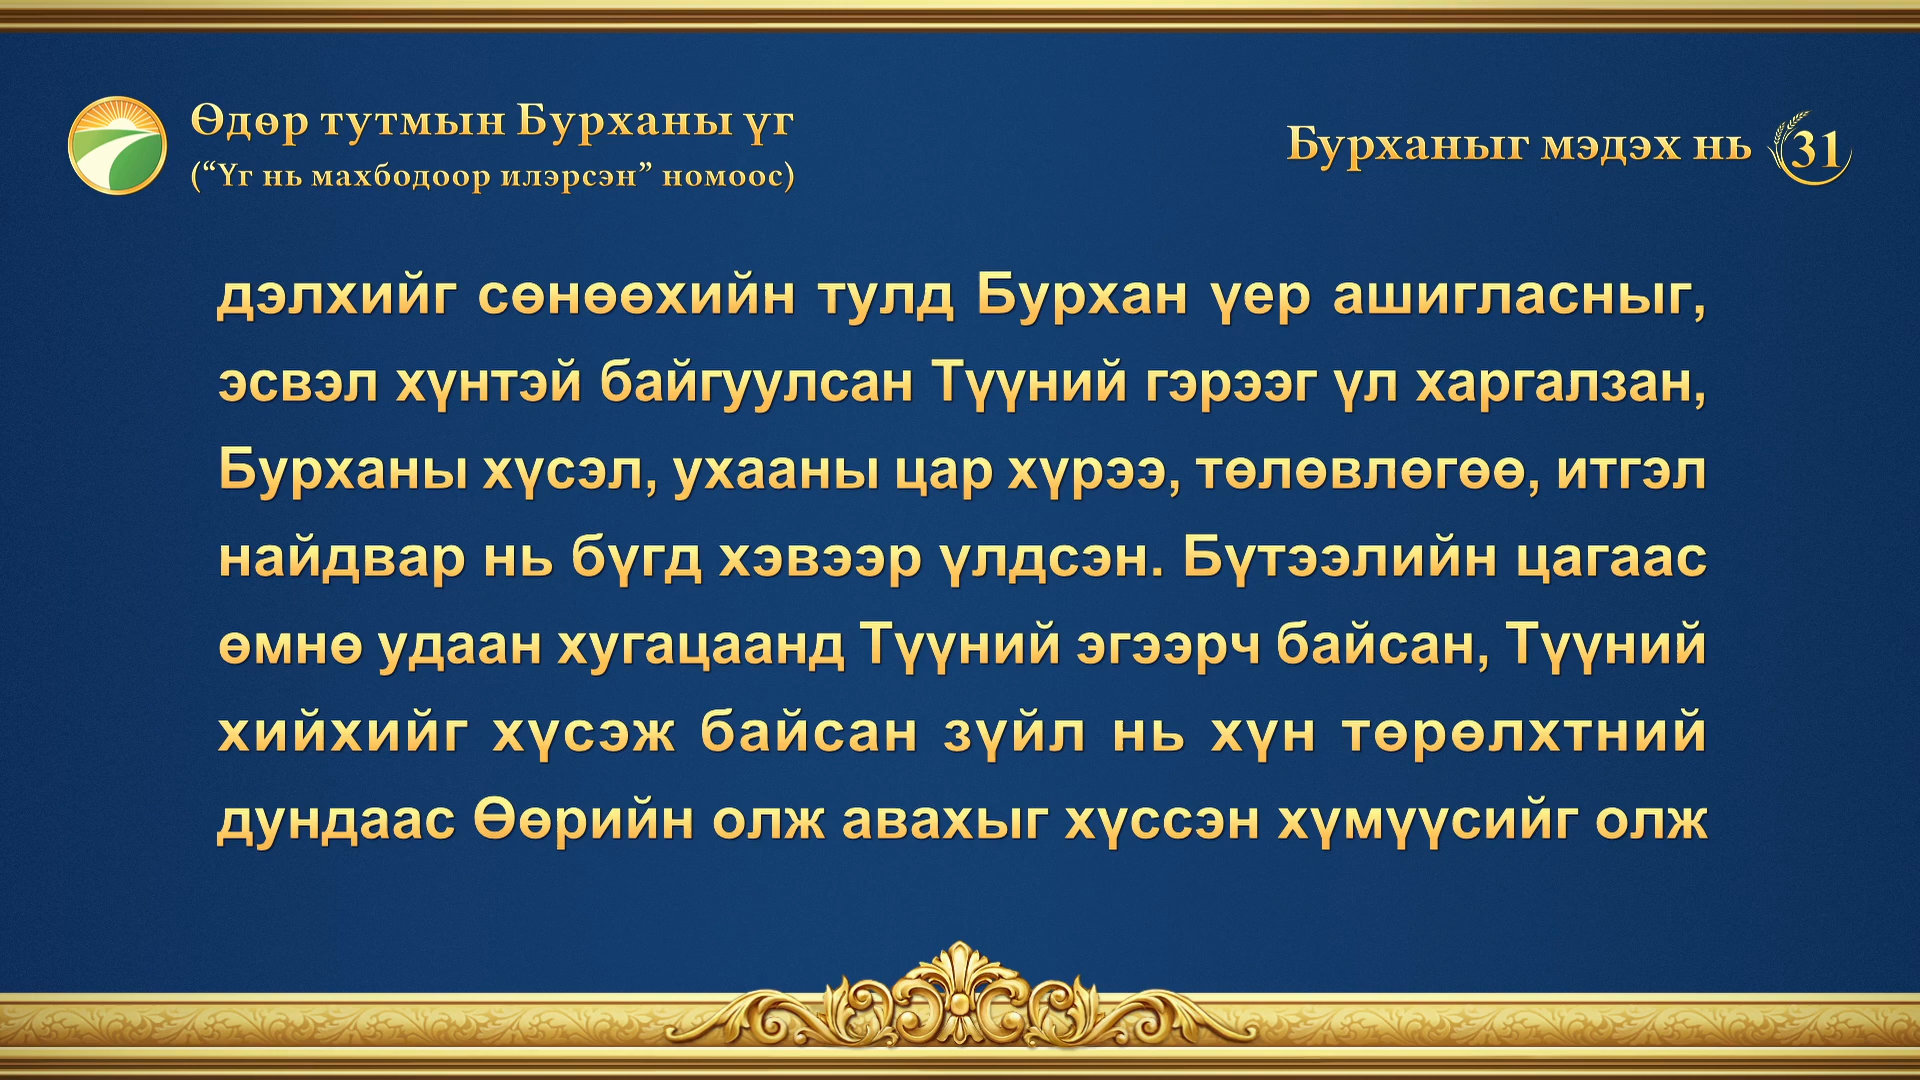 Өдөр тутмын Бурханы үг
(“Үг нь махбодоор илэрсэн” номоос)
Бурханыг мэдэх нь 31
дэлхийг сөнөөхийн тулд Бурхан үер ашигласныг,
эсвэл хүнтэй байгуулсан Түүний гэрээг үл харгалзан,
Бурханы хүсэл, ухааны цар хүрээ, төлөвлөгөө, итгэл
найдвар нь бүгд хэвээр үлдсэн. Бүтээлийн цагаас
өмнө удаан хугацаанд Түүний эгээрч байсан, Түүний
хийхийг хүсэж байсан зүйл нь хүн төрөлхтний
дундаас Өөрийн олж авахыг хүссэн хүмүүсийг олж